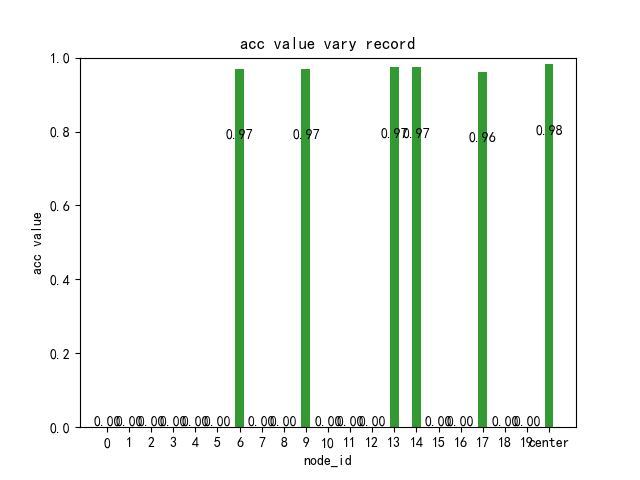 acc value vary record
1.0
0.8
0.6
0.4
0.2
0.0
acc value
0.97 0.97 0.97 0.97 0.96 0.98
0.00 0.00 0.00 0.00 0.00 0.00 0.00 0.00 0.00 0.00 0.00 0.00 0.00 0.00 0.00
0 1 2 3 4 5 6 7 8 9 10 11 12 13 14 15 16 17 18 19 center
node_id